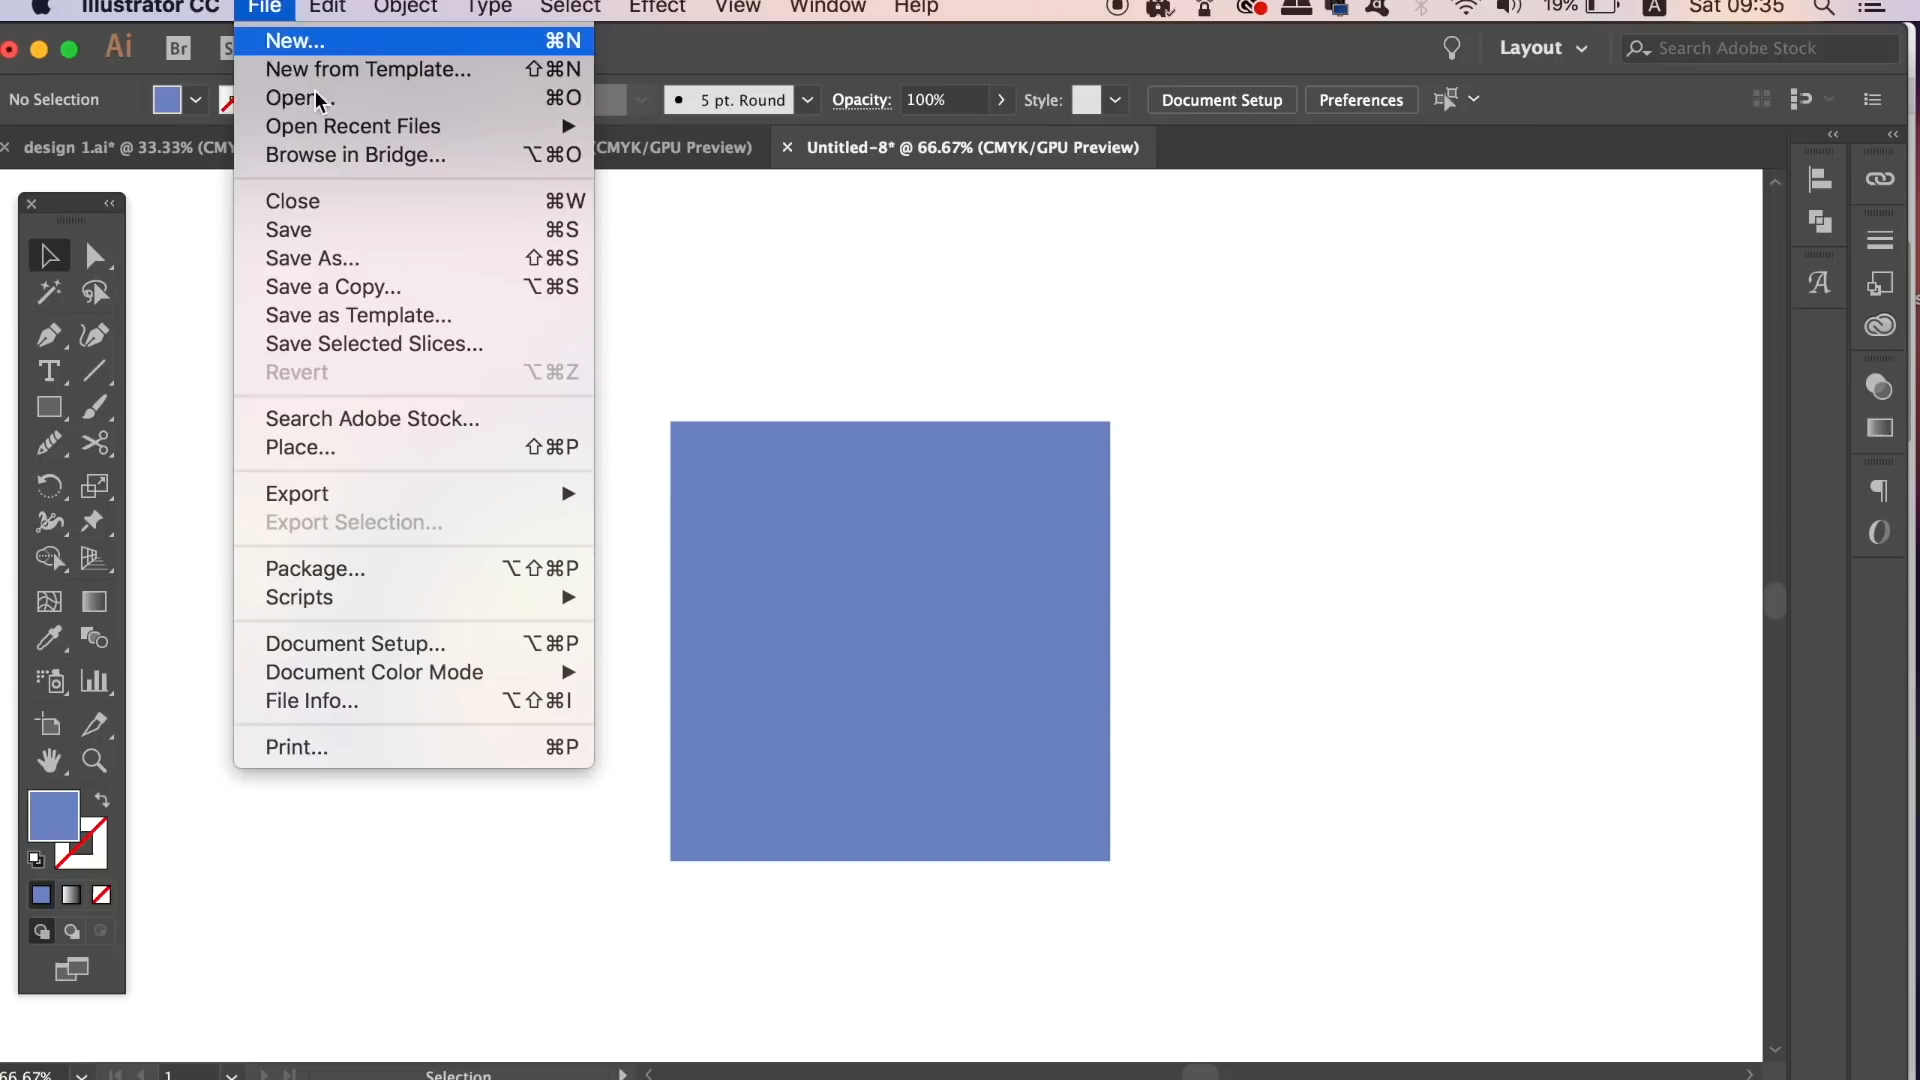 Illustrator CC File Edit Object Type Select Effect View Window Help 19% A Sat 09:35
Ai Br S Layout Search Adobe Stock
No Selection 5 pt. Round Opacity: 100% Style: Document Setup Preferences
design 1.ai* @ 33.33% (CMY (CMYK/GPU Preview) Untitled-8* @ 66.67% (CMYK/GPU Preview)
New... ⌘N
New from Template... ⇧⌘N
Open... ⌘O
Open Recent Files
Browse in Bridge... ⌥⌘O
Close ⌘W
Save ⌘S
Save As... ⇧⌘S
Save a Copy... ⌥⌘S
Save as Template...
Save Selected Slices...
Revert ⌥⌘Z
Search Adobe Stock...
Place... ⇧⌘P
Export
Export Selection...
Package... ⌥⇧⌘P
Scripts
Document Setup... ⌥⌘P
Document Color Mode
File Info... ⌥⇧⌘I
Print... ⌘P
66.67% 1 Selection